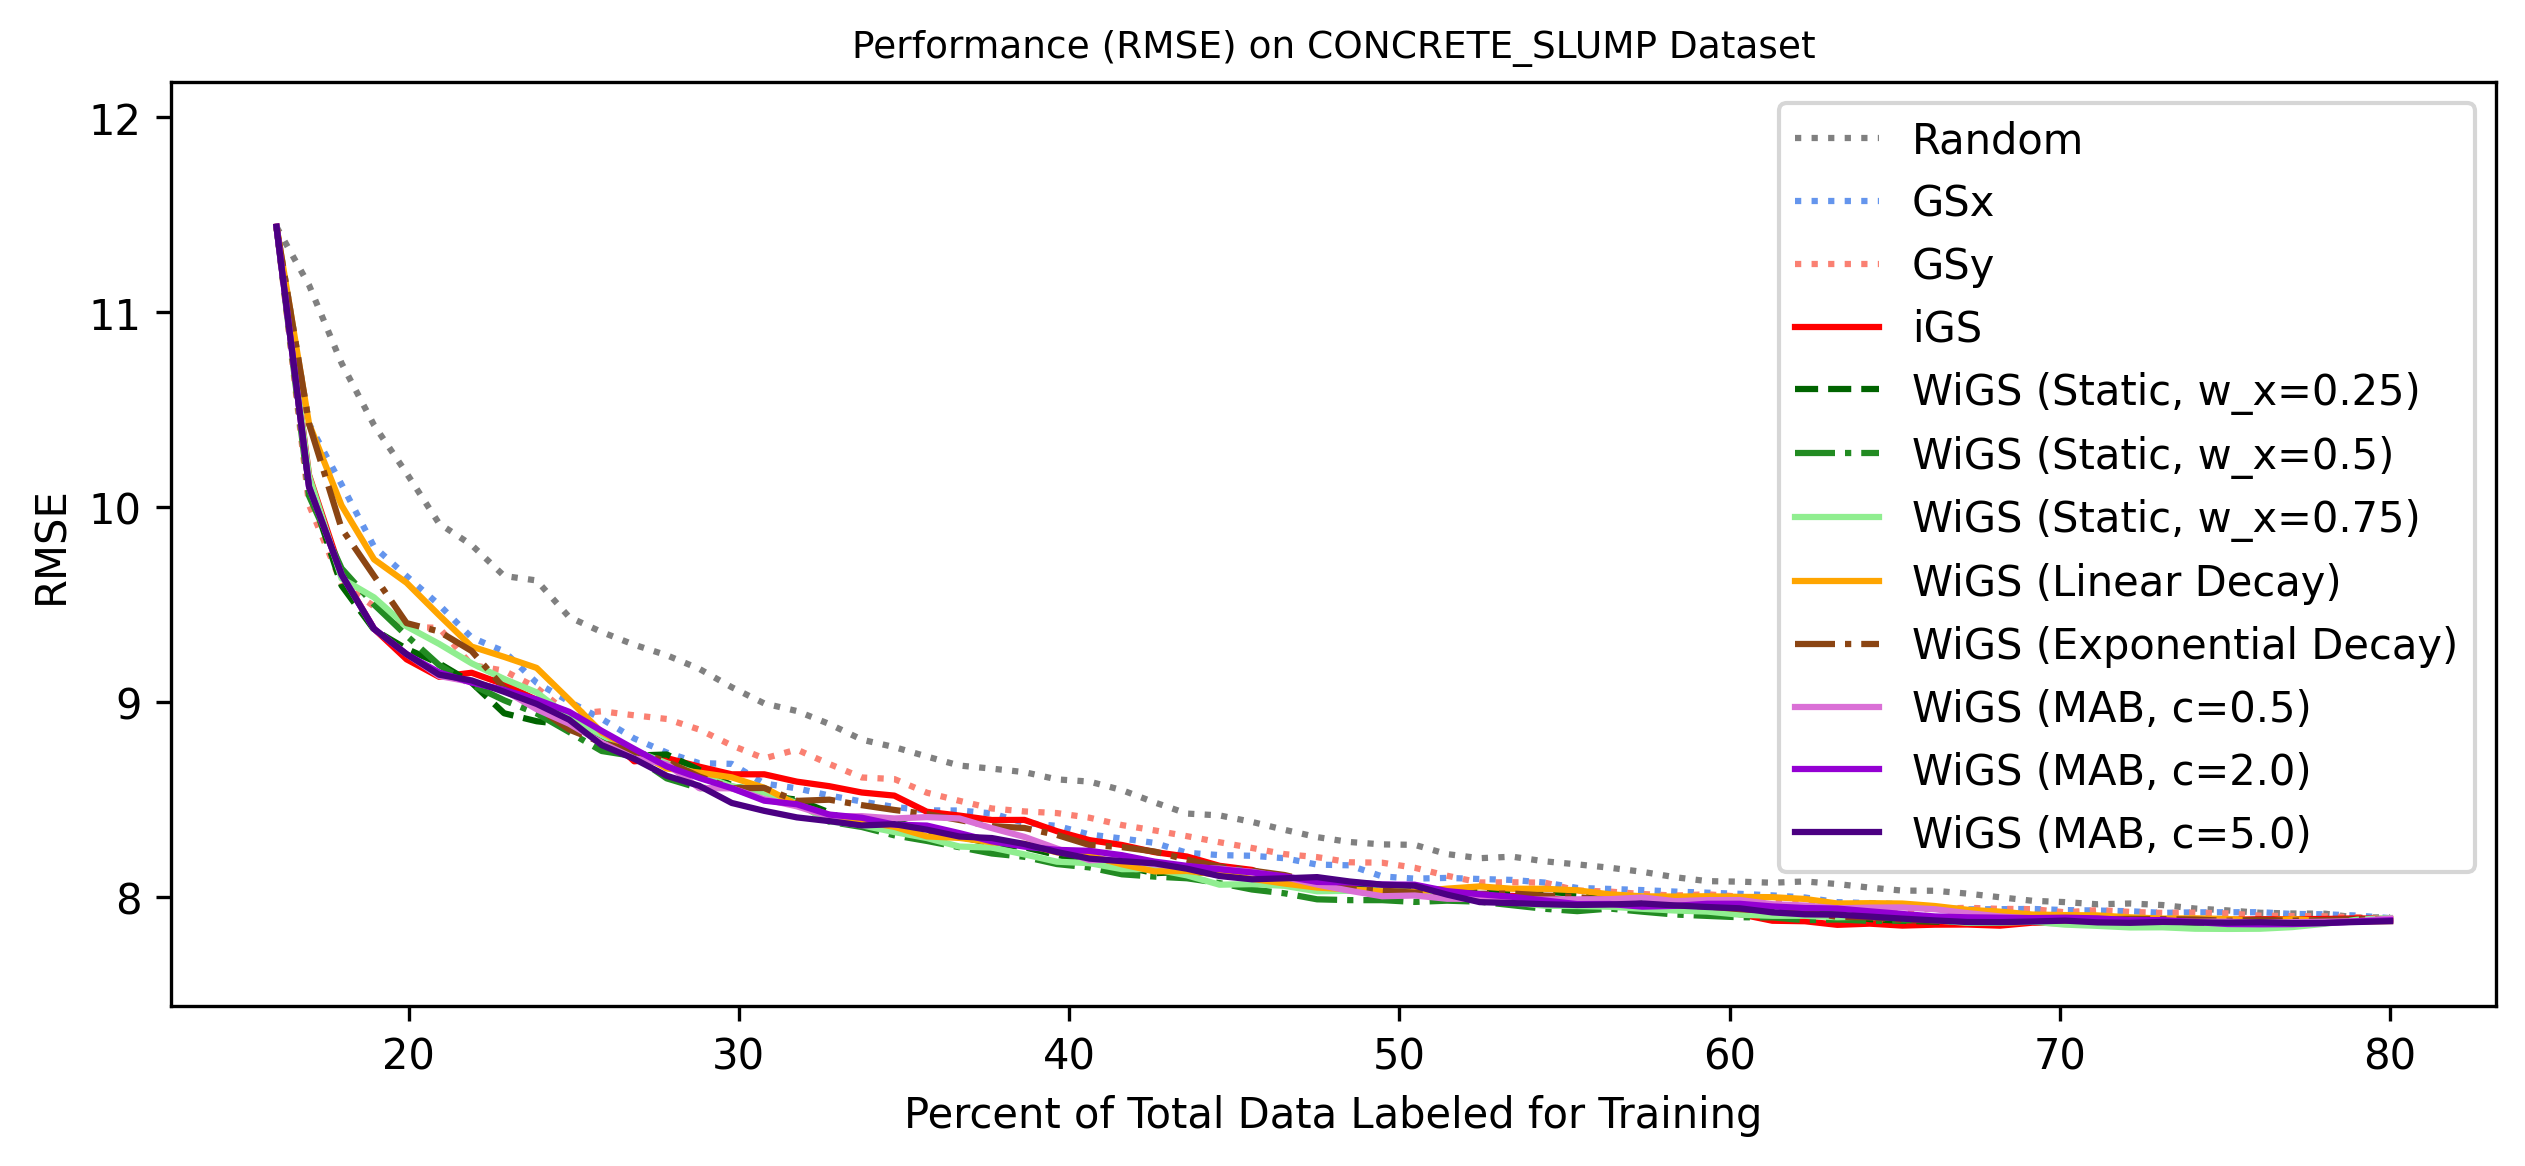 Performance (RMSE) on CONCRETE_SLUMP Dataset
12
11
10
9
8
RMSE
20
30
40
50
60
70
80
Percent of Total Data Labeled for Training
Random
GSx
GSy
iGS
WiGS (Static, w_x=0.25)
WiGS (Static, w_x=0.5)
WiGS (Static, w_x=0.75)
WiGS (Linear Decay)
WiGS (Exponential Decay)
WiGS (MAB, c=0.5)
WiGS (MAB, c=2.0)
WiGS (MAB, c=5.0)